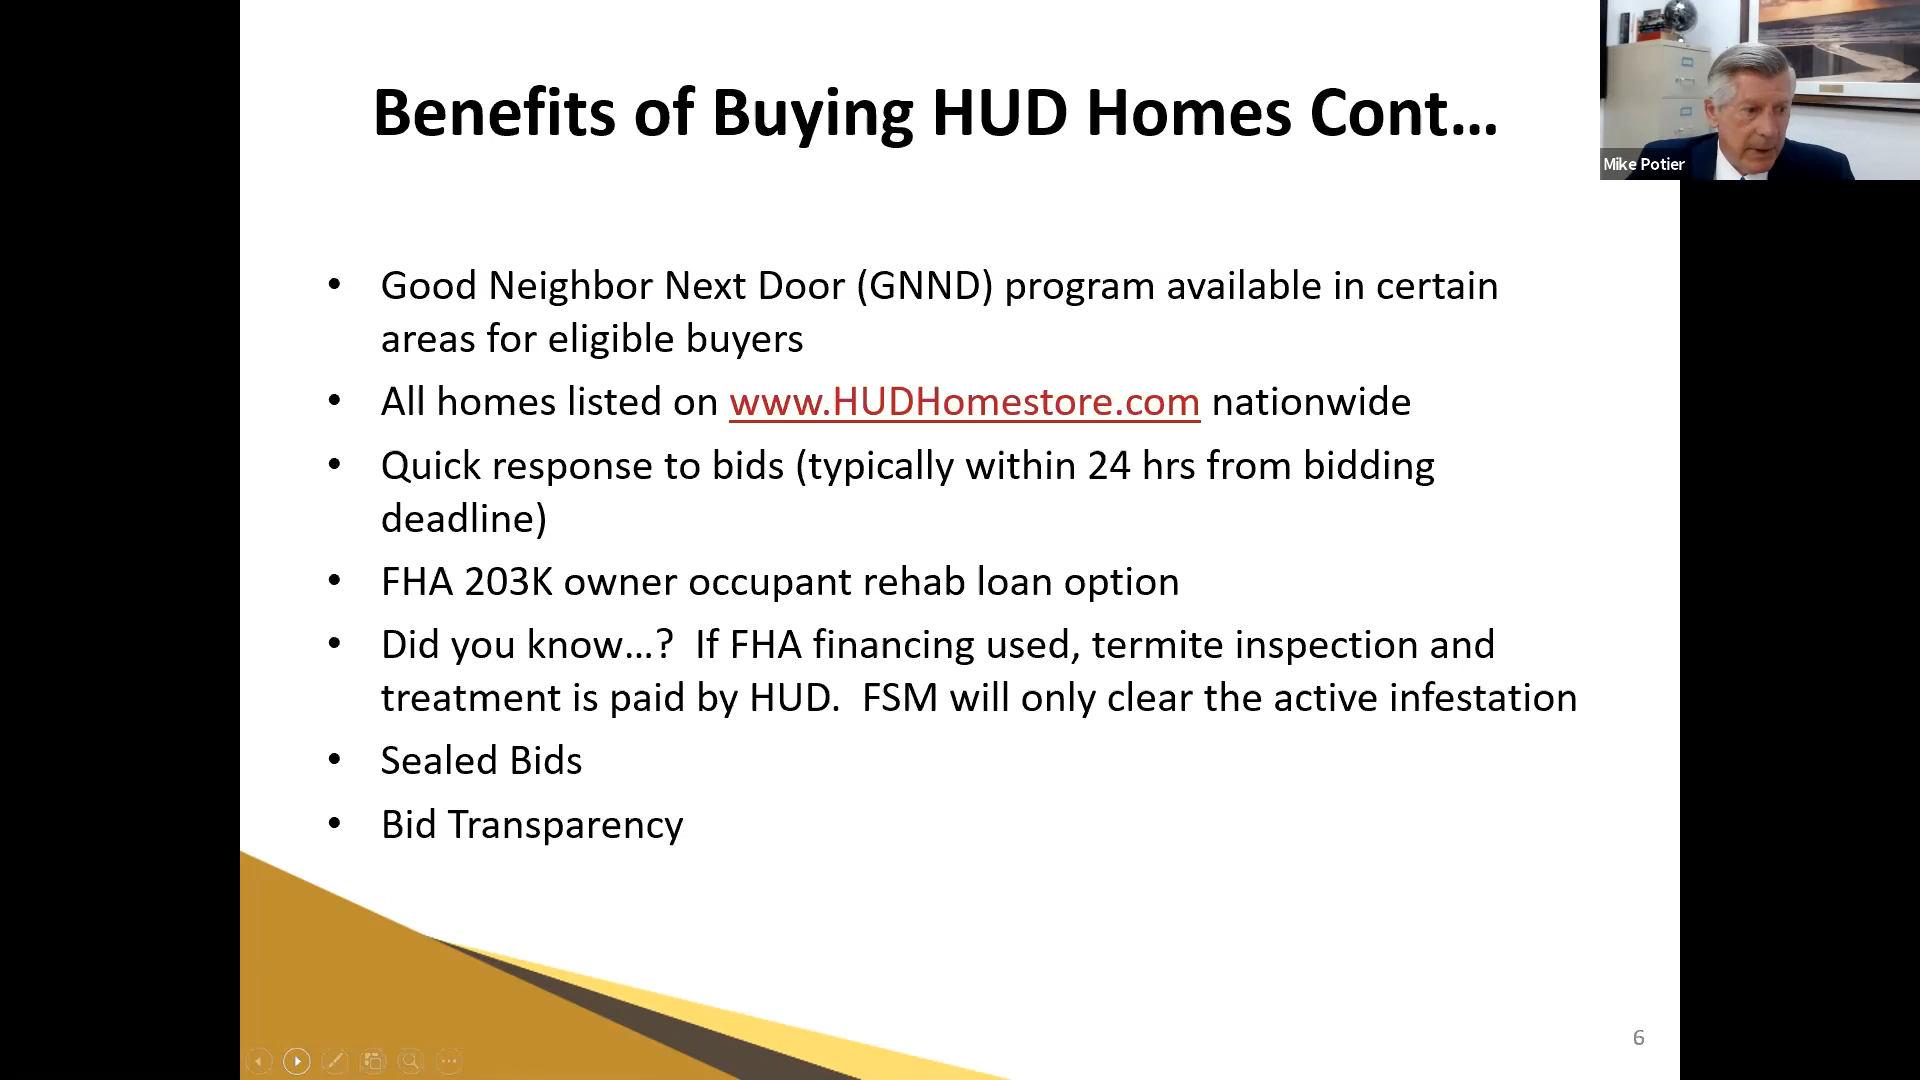 Benefits of Buying HUD Homes Cont...
Mike Potier
• Good Neighbor Next Door (GNND) program available in certain
areas for eligible buyers
• All homes listed on www.HUDHomestore.com nationwide
• Quick response to bids (typically within 24 hrs from bidding
deadline)
• FHA 203K owner occupant rehab loan option
• Did you know...?  If FHA financing used, termite inspection and
treatment is paid by HUD.  FSM will only clear the active infestation
• Sealed Bids
• Bid Transparency
6